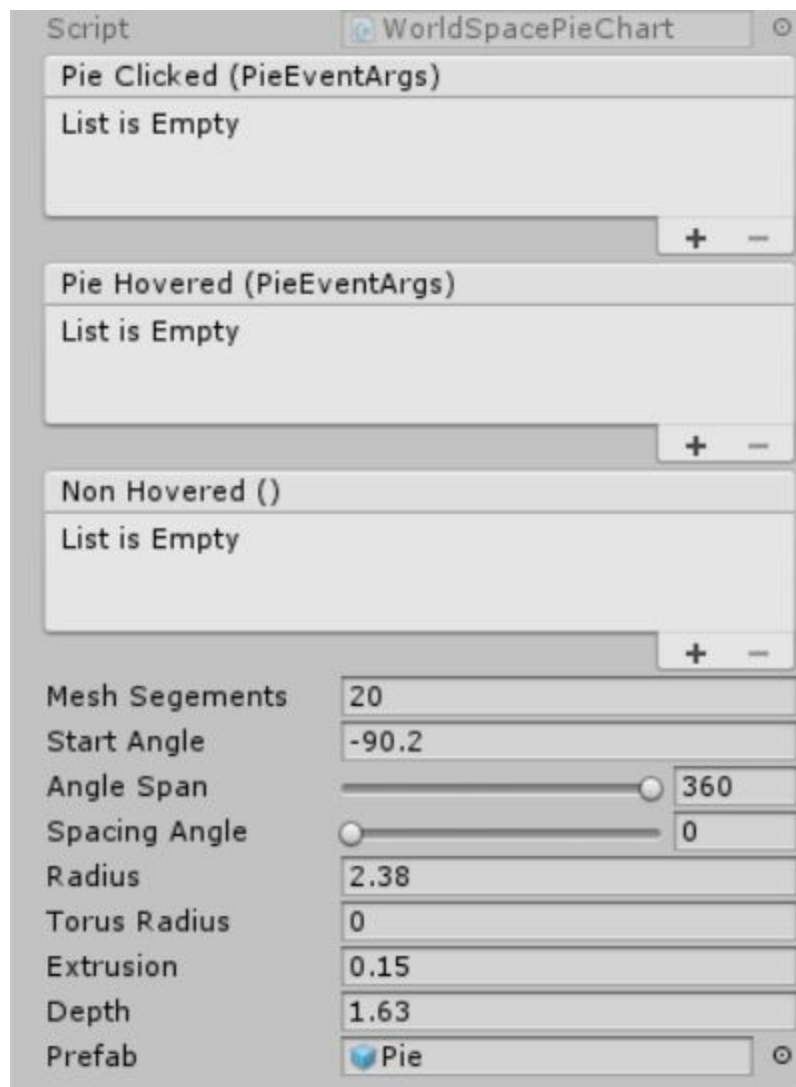 Script WorldSpacePieChart
Pie Clicked (PieEventArgs)
List is Empty
+ −
Pie Hovered (PieEventArgs)
List is Empty
+ −
Non Hovered ()
List is Empty
+ −
Mesh Segements 20
Start Angle -90.2
Angle Span 360
Spacing Angle 0
Radius 2.38
Torus Radius 0
Extrusion 0.15
Depth 1.63
Prefab Pie